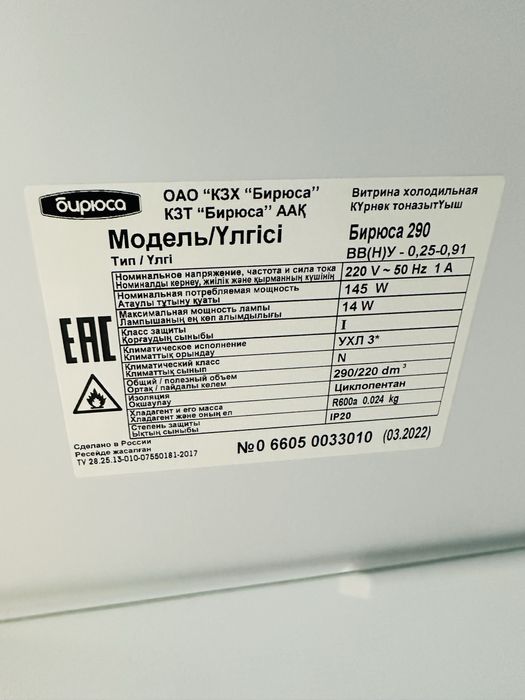 бирюса
ОАО "КЗХ "Бирюса"
КЗТ "Бирюса" ААҚ
Витрина холодильная
Күрнек тоназытЎыш
Модель/Үлгісі
Бирюса 290
Тип / Үлгі
ВВ(Н)У - 0,25-0,91
Номинальное напряжение, частота и сила тока
Номиналды кернеу, жиілік және қырманның күшінің
220 V ~ 50 Hz 1 A
Номинальная потребляемая мощность
Атаулы тұтыну қуаты
145 W
Максимальная мощность лампы
Лампышаның ең көп алымдылығы
14 W
Класс защиты
Қорғаудың сыныбы
I
Климатическое исполнение
Климаттық орындау
УХЛ 3*
Климатический класс
Климаттық сынып
N
Общий / полезный объем
Ортақ / пайдалы көлем
290/220 dm³
Изоляция
Оқшаулау
Циклопентан
Хладагент и его масса
Хладагент және оның ел
R600a 0.024 kg
Степень защиты
Ықтың сыныбы
IP20
EAC
Сделано в России
Ресейде жасалған
ТУ 28.25.13-010-07550181-2017
№0 6605 0033010 (03.2022)